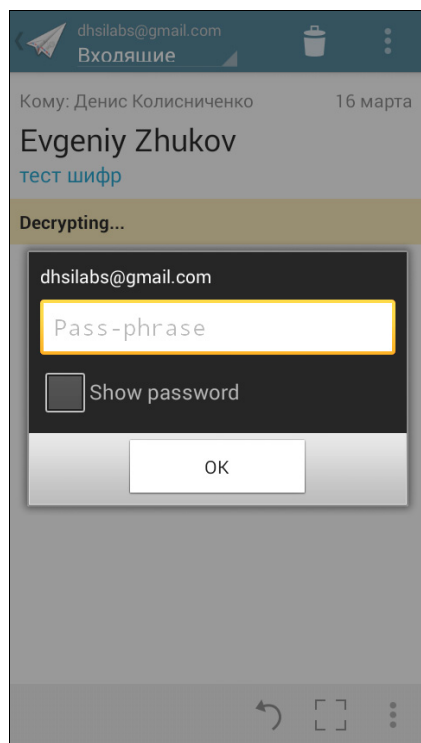 dhsilabs@gmail.com
Входящие
Кому: Денис Колисниченко 16 марта
Evgeniy Zhukov
тест шифр
Decrypting...
dhsilabs@gmail.com
Pass-phrase
Show password
OK